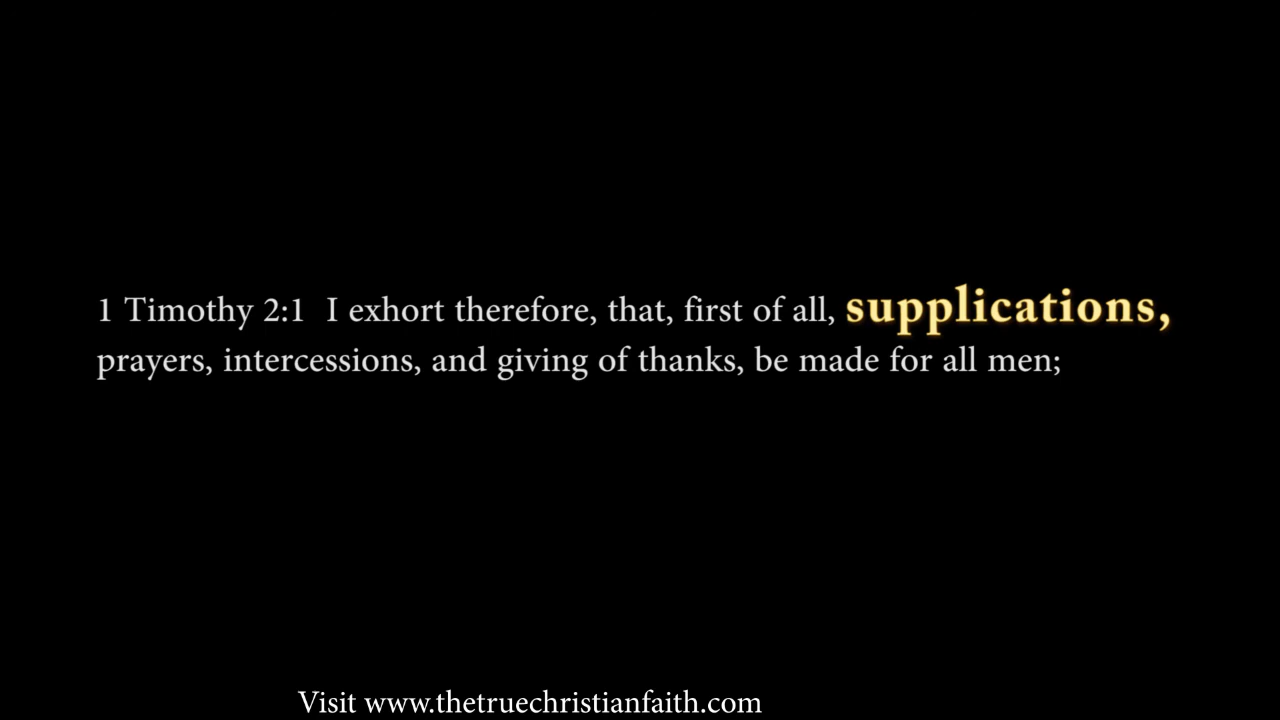 1 Timothy 2:1  I exhort therefore, that, first of all, supplications,
prayers, intercessions, and giving of thanks, be made for all men;
Visit www.thetruechristianfaith.com